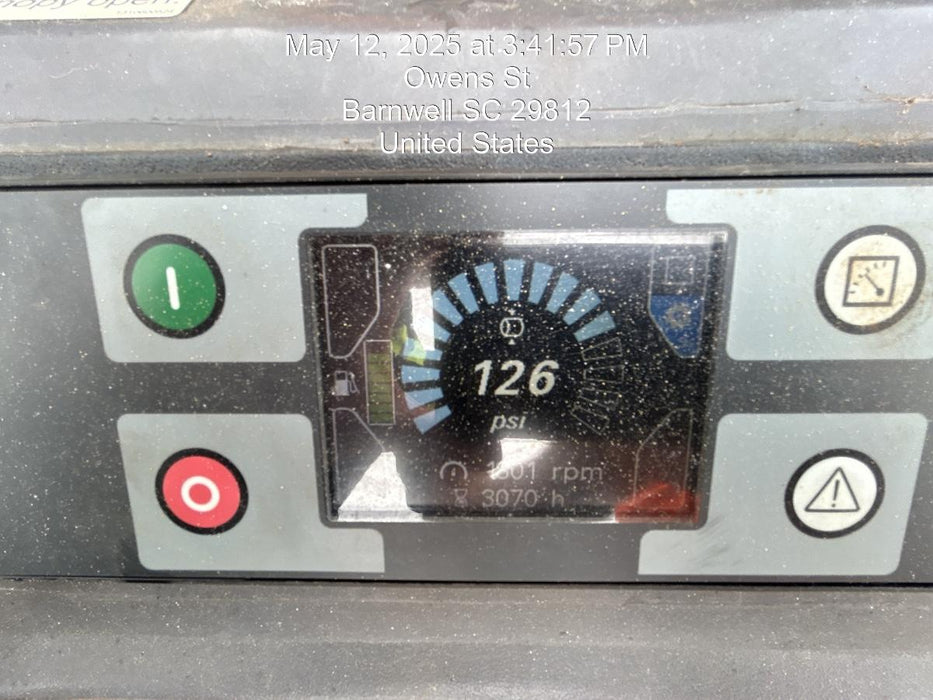 May 12, 2025 at 3:41:57 PM
Owens St
Barnwell SC 29812
United States
open.
126
psi
rpm
3070 h